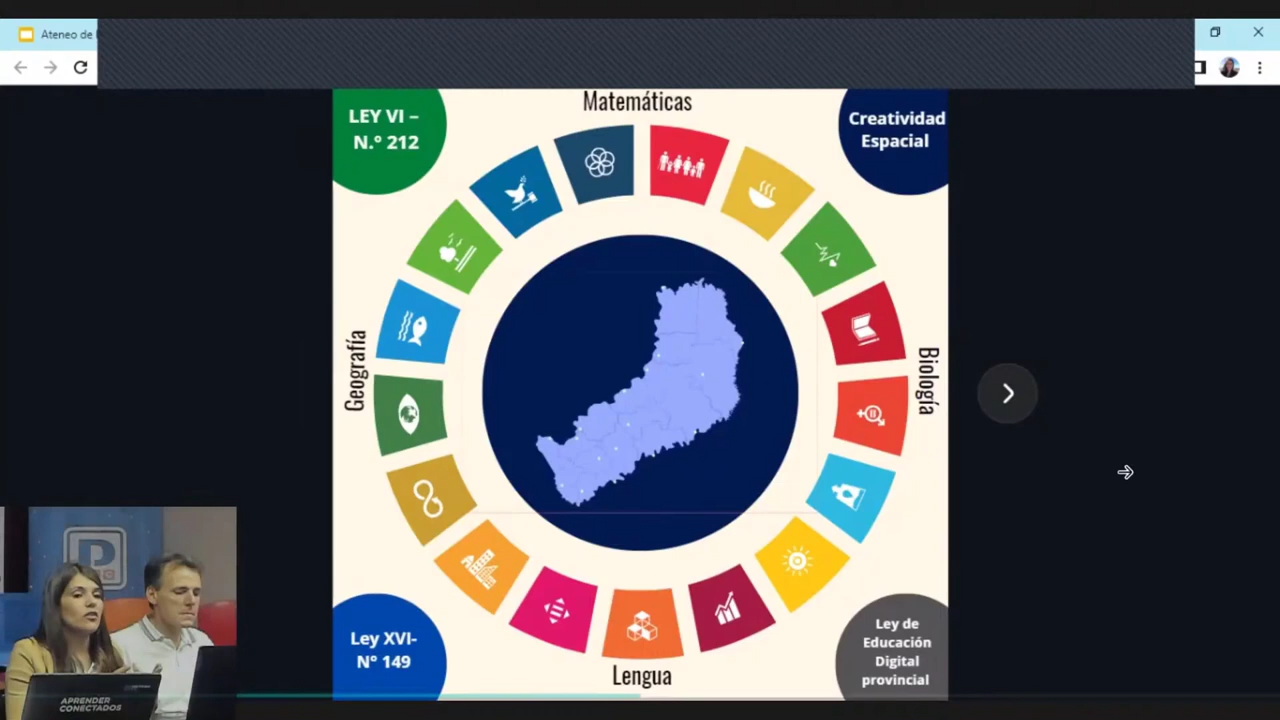 Ateneo de
Matemáticas
LEY VI –
N.° 212
Creatividad
Espacial
Geografía
Biología
Ley XVI-
N° 149
Lengua
Ley de
Educación
Digital
provincial
APRENDER
CONECTADOS